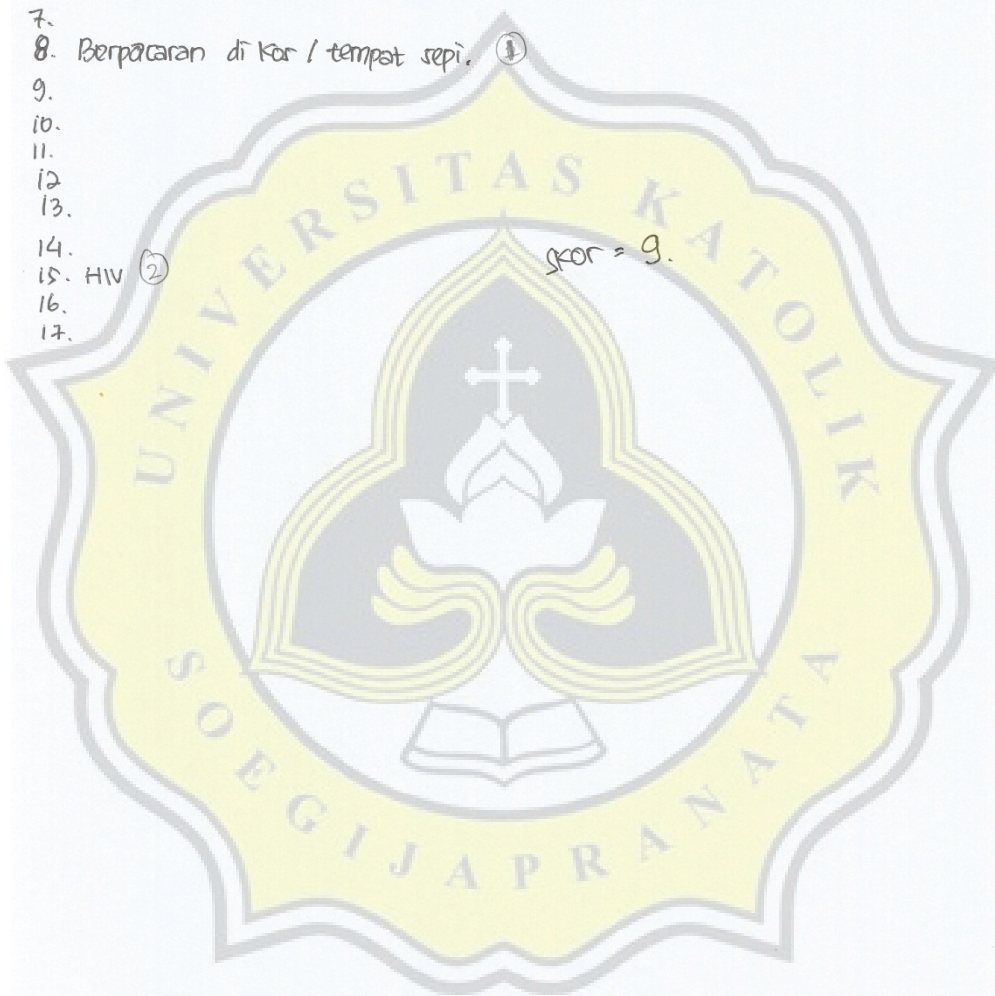 7.
8. Berpacaran di kos / tempat sepi. 1
9.
10.
11.
12
13.
14.
15. HIV 2
16.
17.
skor = 9.
UNIVERSITAS KATOLIK
SOEGIJAPRANATA